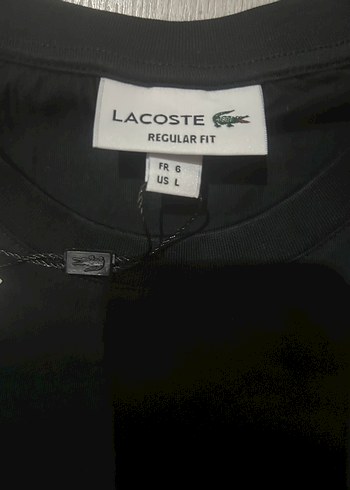 LACOSTE
REGULAR FIT
FR 6
US L